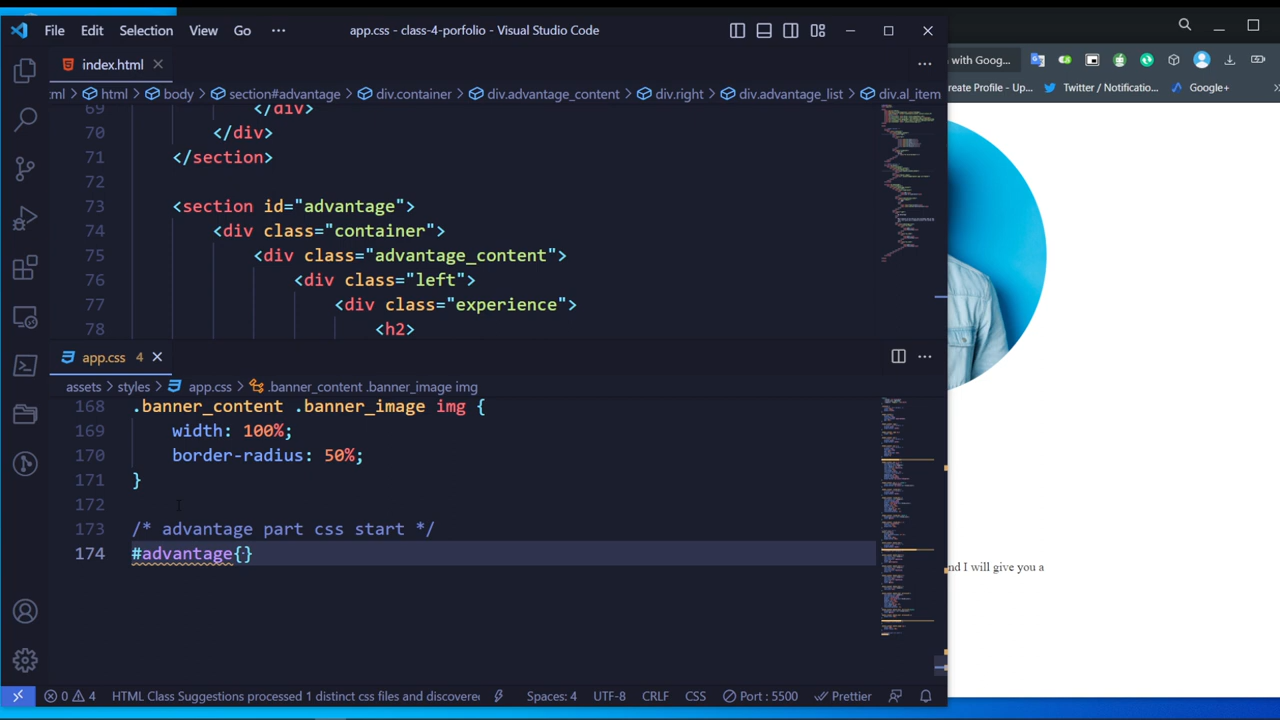 File Edit Selection View Go ··· app.css - class-4-porfolio - Visual Studio Code
index.html
with Goog...
ml > html > body > section#advantage > div.container > div.advantage_content > div.right > div.advantage_list > div.al_item
reate Profile - Up... Twitter / Notificatio... Google+
69 </div>
70 </div>
71 </section>
72
73 <section id="advantage">
74 <div class="container">
75 <div class="advantage_content">
76 <div class="left">
77 <div class="experience">
78 <h2>
app.css 4
assets > styles > app.css > .banner_content .banner_image img
168 .banner_content .banner_image img {
169 width: 100%;
170 border-radius: 50%;
171 }
172
173 /* advantage part css start */
174 #advantage{}
nd I will give you a
0 4 HTML Class Suggestions processed 1 distinct css files and discovere Spaces: 4 UTF-8 CRLF CSS Port : 5500 Prettier